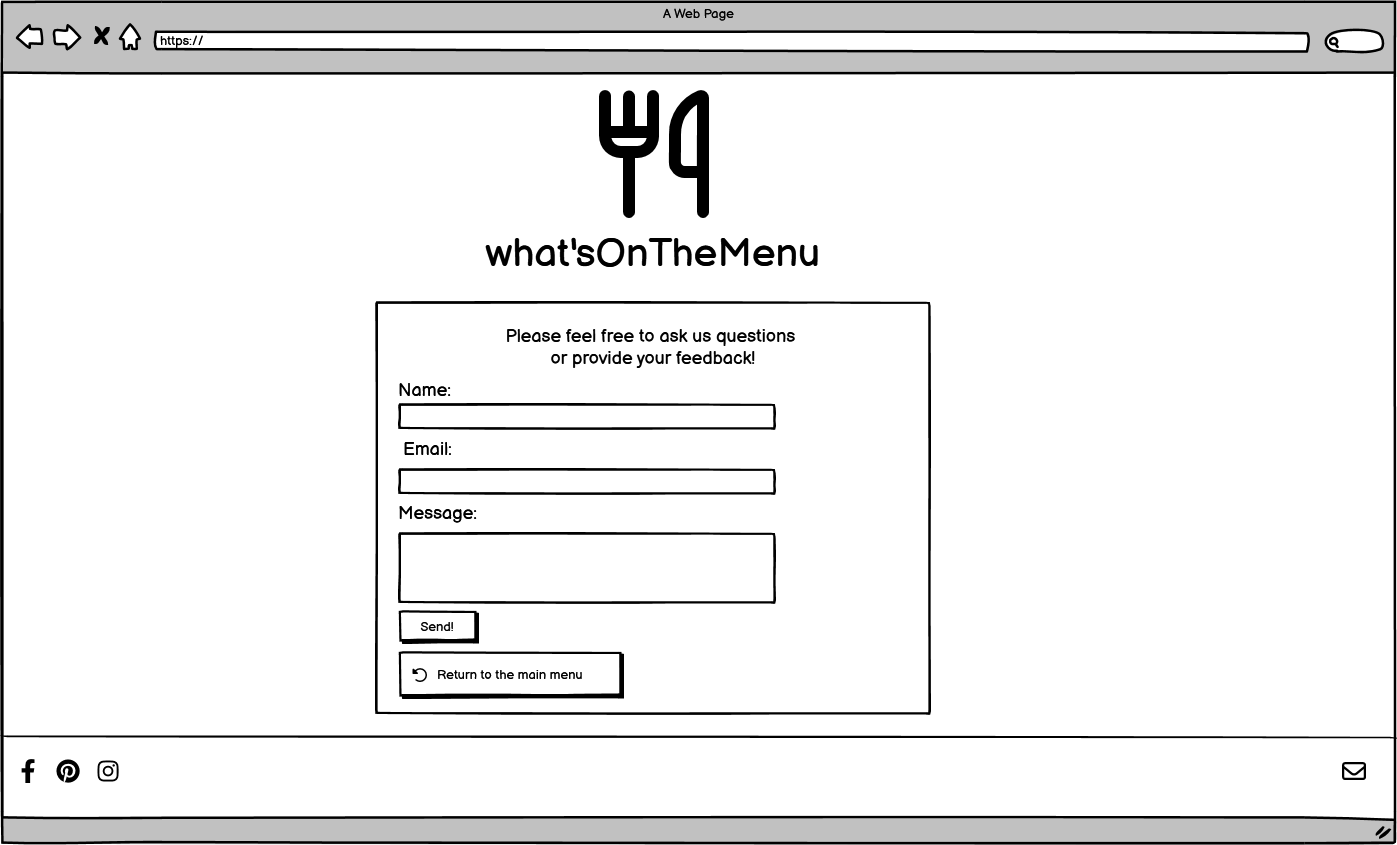 A Web Page
https://
what'sOnTheMenu
Please feel free to ask us questions
or provide your feedback!
Name:
Email:
Message:
Send!
Return to the main menu